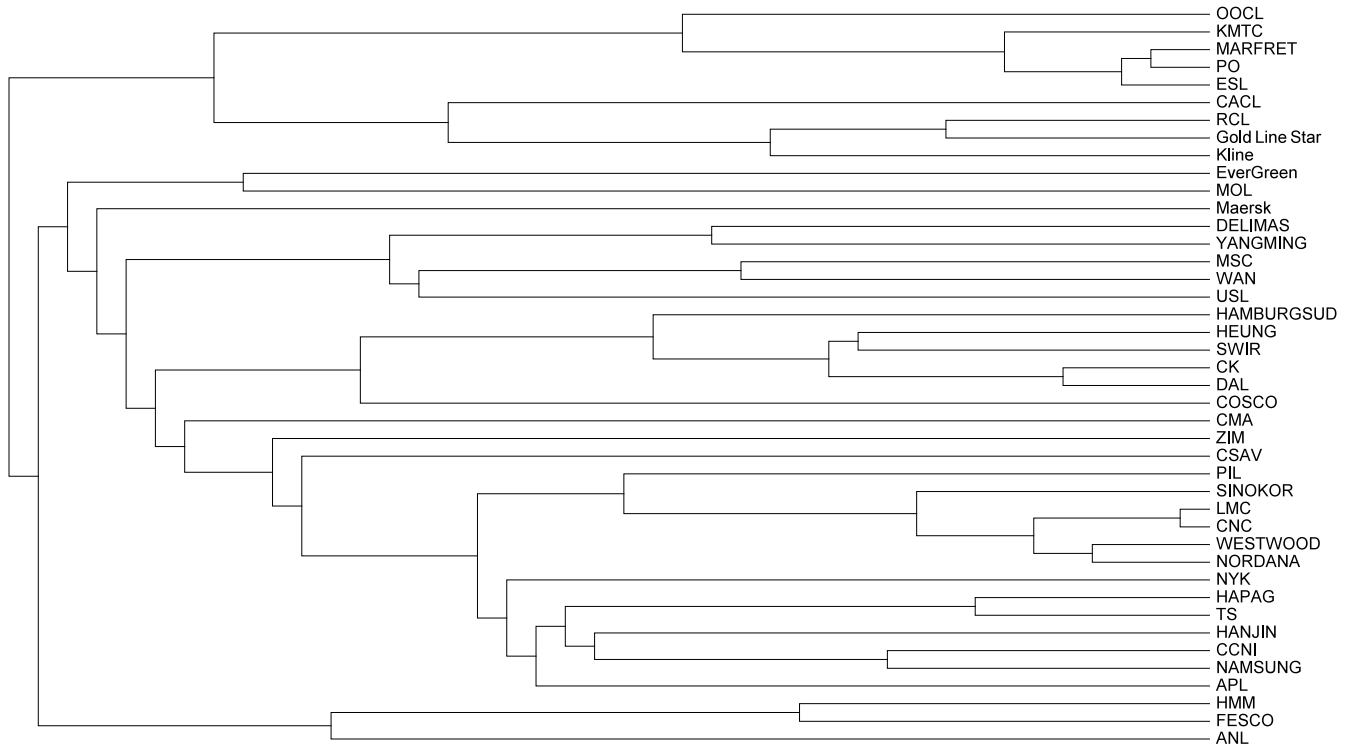 OOCL
KMTC
MARFRET
PO
ESL
CACL
RCL
Gold Line Star
Kline
EverGreen
MOL
Maersk
DELIMAS
YANGMING
MSC
WAN
USL
HAMBURGSUD
HEUNG
SWIR
CK
DAL
COSCO
CMA
ZIM
CSAV
PIL
SINOKOR
LMC
CNC
WESTWOOD
NORDANA
NYK
HAPAG
TS
HANJIN
CCNI
NAMSUNG
APL
HMM
FESCO
ANL